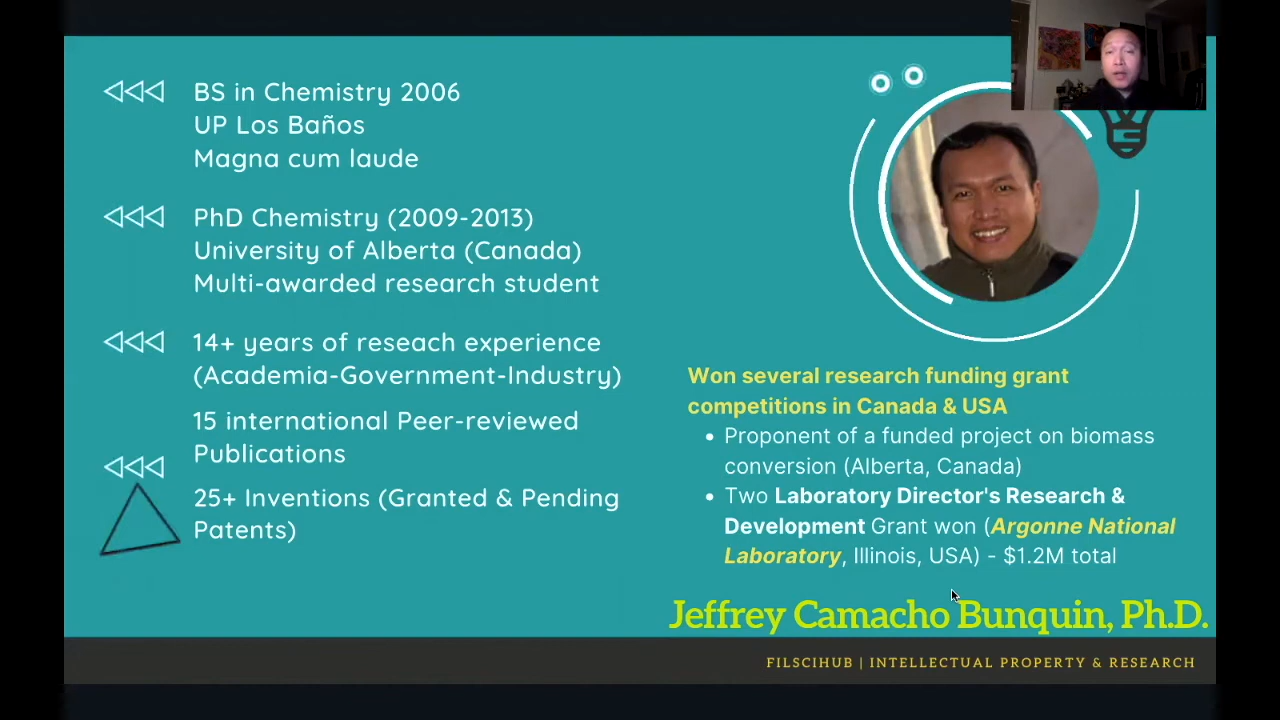 BS in Chemistry 2006
UP Los Baños
Magna cum laude
PhD Chemistry (2009-2013)
University of Alberta (Canada)
Multi-awarded research student
14+ years of reseach experience
(Academia-Government-Industry)
15 international Peer-reviewed
Publications
25+ Inventions (Granted & Pending
Patents)
Won several research funding grant
competitions in Canada & USA
• Proponent of a funded project on biomass
conversion (Alberta, Canada)
• Two Laboratory Director's Research &
Development Grant won (Argonne National
Laboratory, Illinois, USA) - $1.2M total
Jeffrey Camacho Bunquin, Ph.D.
FILSCIHUB | INTELLECTUAL PROPERTY & RESEARCH